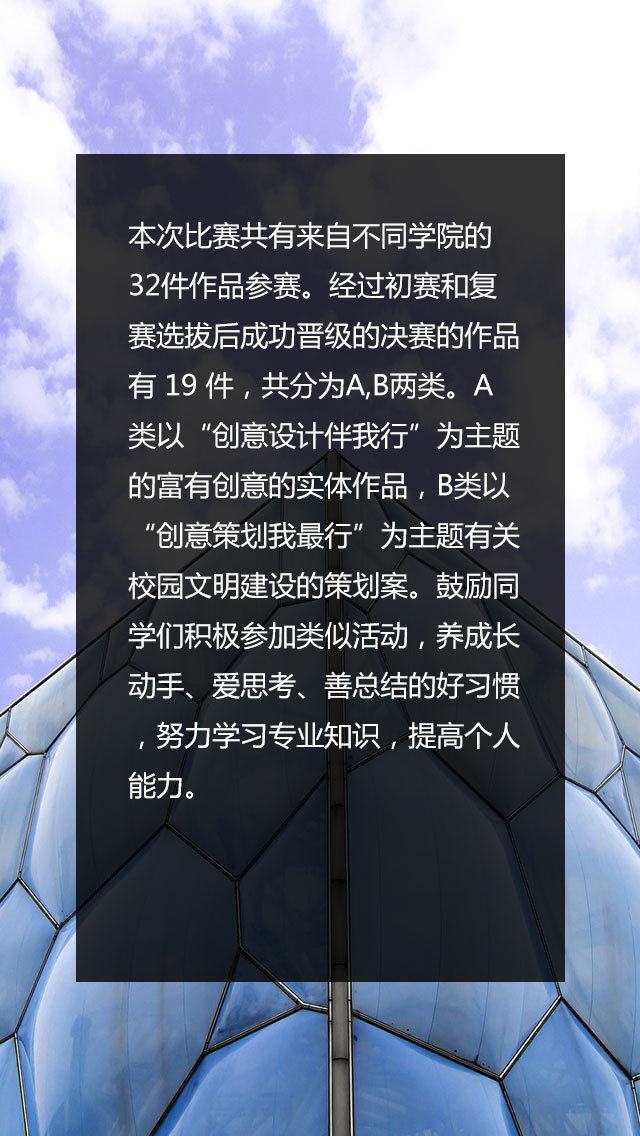 本次比赛共有来自不同学院的
32件作品参赛。经过初赛和复
赛选拔后成功晋级的决赛的作品
有 19 件，共分为A,B两类。A
类以“创意设计伴我行”为主题
的富有创意的实体作品，B类以
“创意策划我最行”为主题有关
校园文明建设的策划案。鼓励同
学们积极参加类似活动，养成长
动手、爱思考、善总结的好习惯
，努力学习专业知识，提高个人
能力。